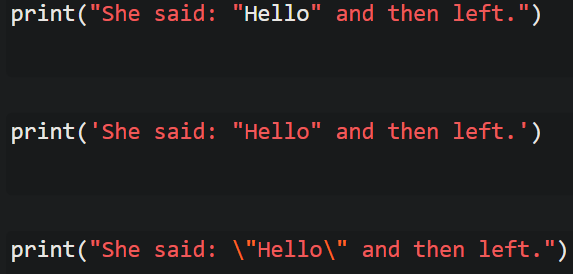 print("She said: "Hello" and then left.")
print('She said: "Hello" and then left.')
print("She said: \"Hello\" and then left.")